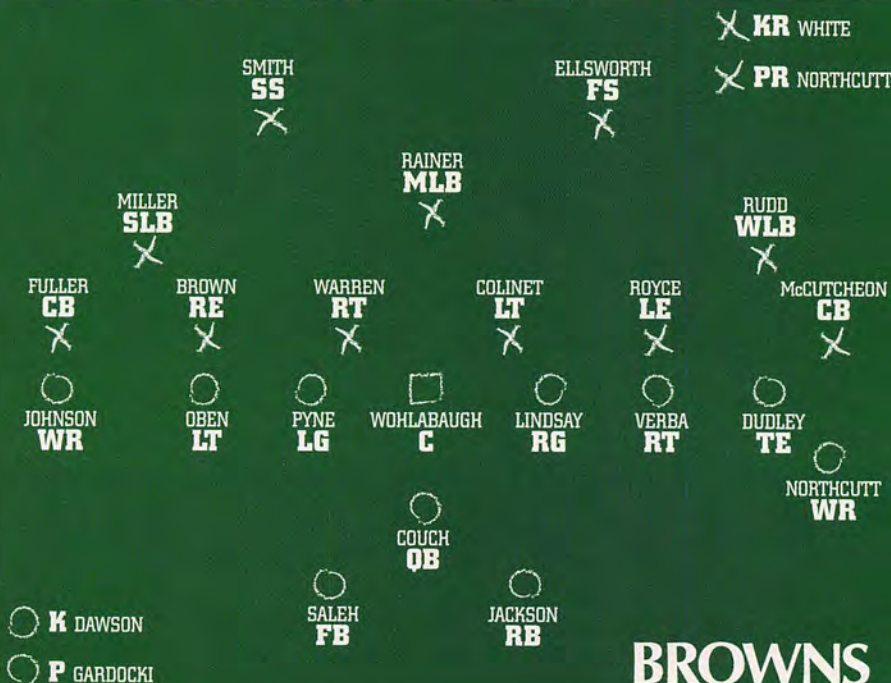 KR WHITE
PR NORTHCUTT
SMITH
SS
ELLSWORTH
FS
RAINER
MLB
MILLER
SLB
RUDD
WLB
FULLER
CB
BROWN
RE
WARREN
RT
COLINET
LT
ROYCE
LE
McCUTCHEON
CB
JOHNSON
WR
OBEN
LT
PYNE
LG
WOHLABAUGH
C
LINDSAY
RG
VERBA
RT
DUDLEY
TE
NORTHCUTT
WR
COUCH
QB
SALEH
FB
JACKSON
RB
K DAWSON
P GARDOCKI
BROWNS